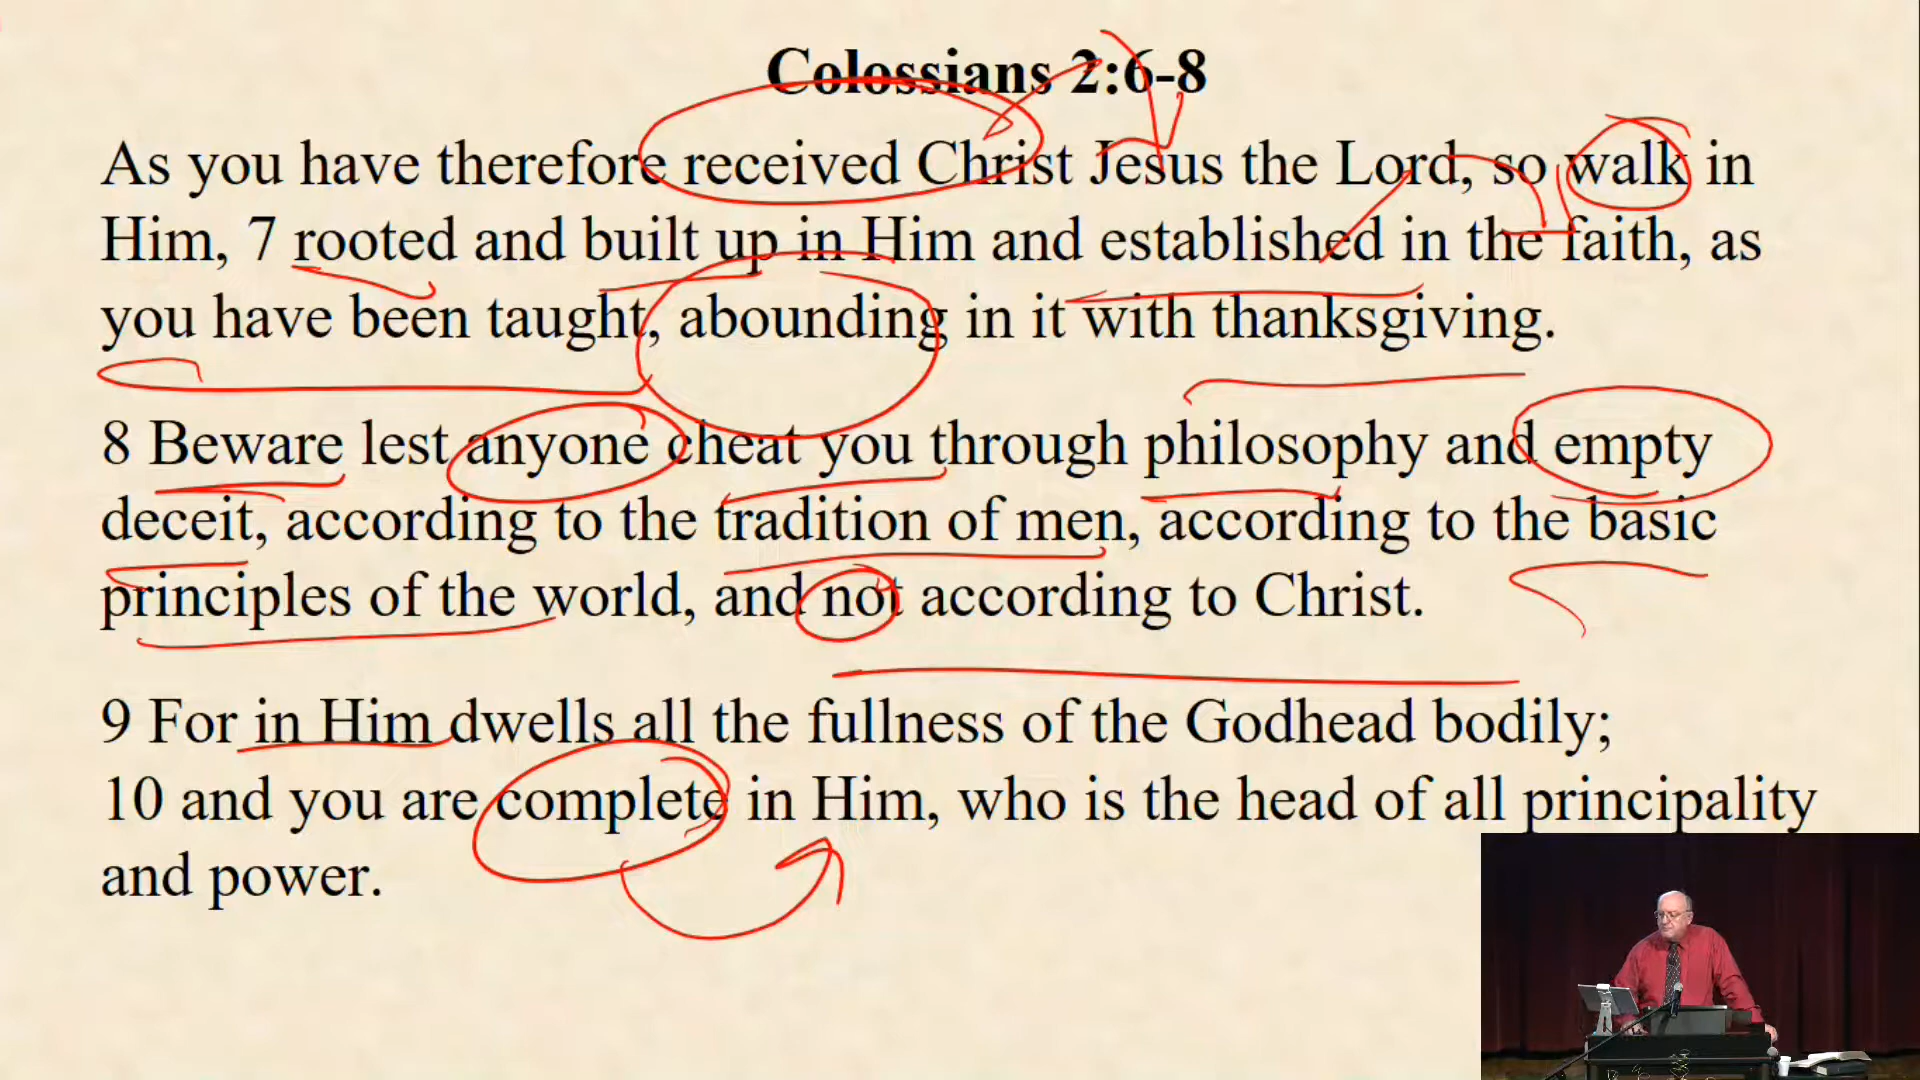 Colossians 2:6-8
As you have therefore received Christ Jesus the Lord, so walk in
Him, 7 rooted and built up in Him and established in the faith, as
you have been taught, abounding in it with thanksgiving.
8 Beware lest anyone cheat you through philosophy and empty
deceit, according to the tradition of men, according to the basic
principles of the world, and not according to Christ.
9 For in Him dwells all the fullness of the Godhead bodily;
10 and you are complete in Him, who is the head of all principality
and power.